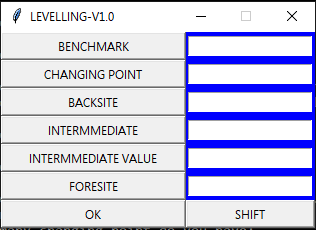 LEVELLING-V1.0
BENCHMARK
CHANGING POINT
BACKSITE
INTERMMEDIATE
INTERMMEDIATE VALUE
FORESITE
OK SHIFT